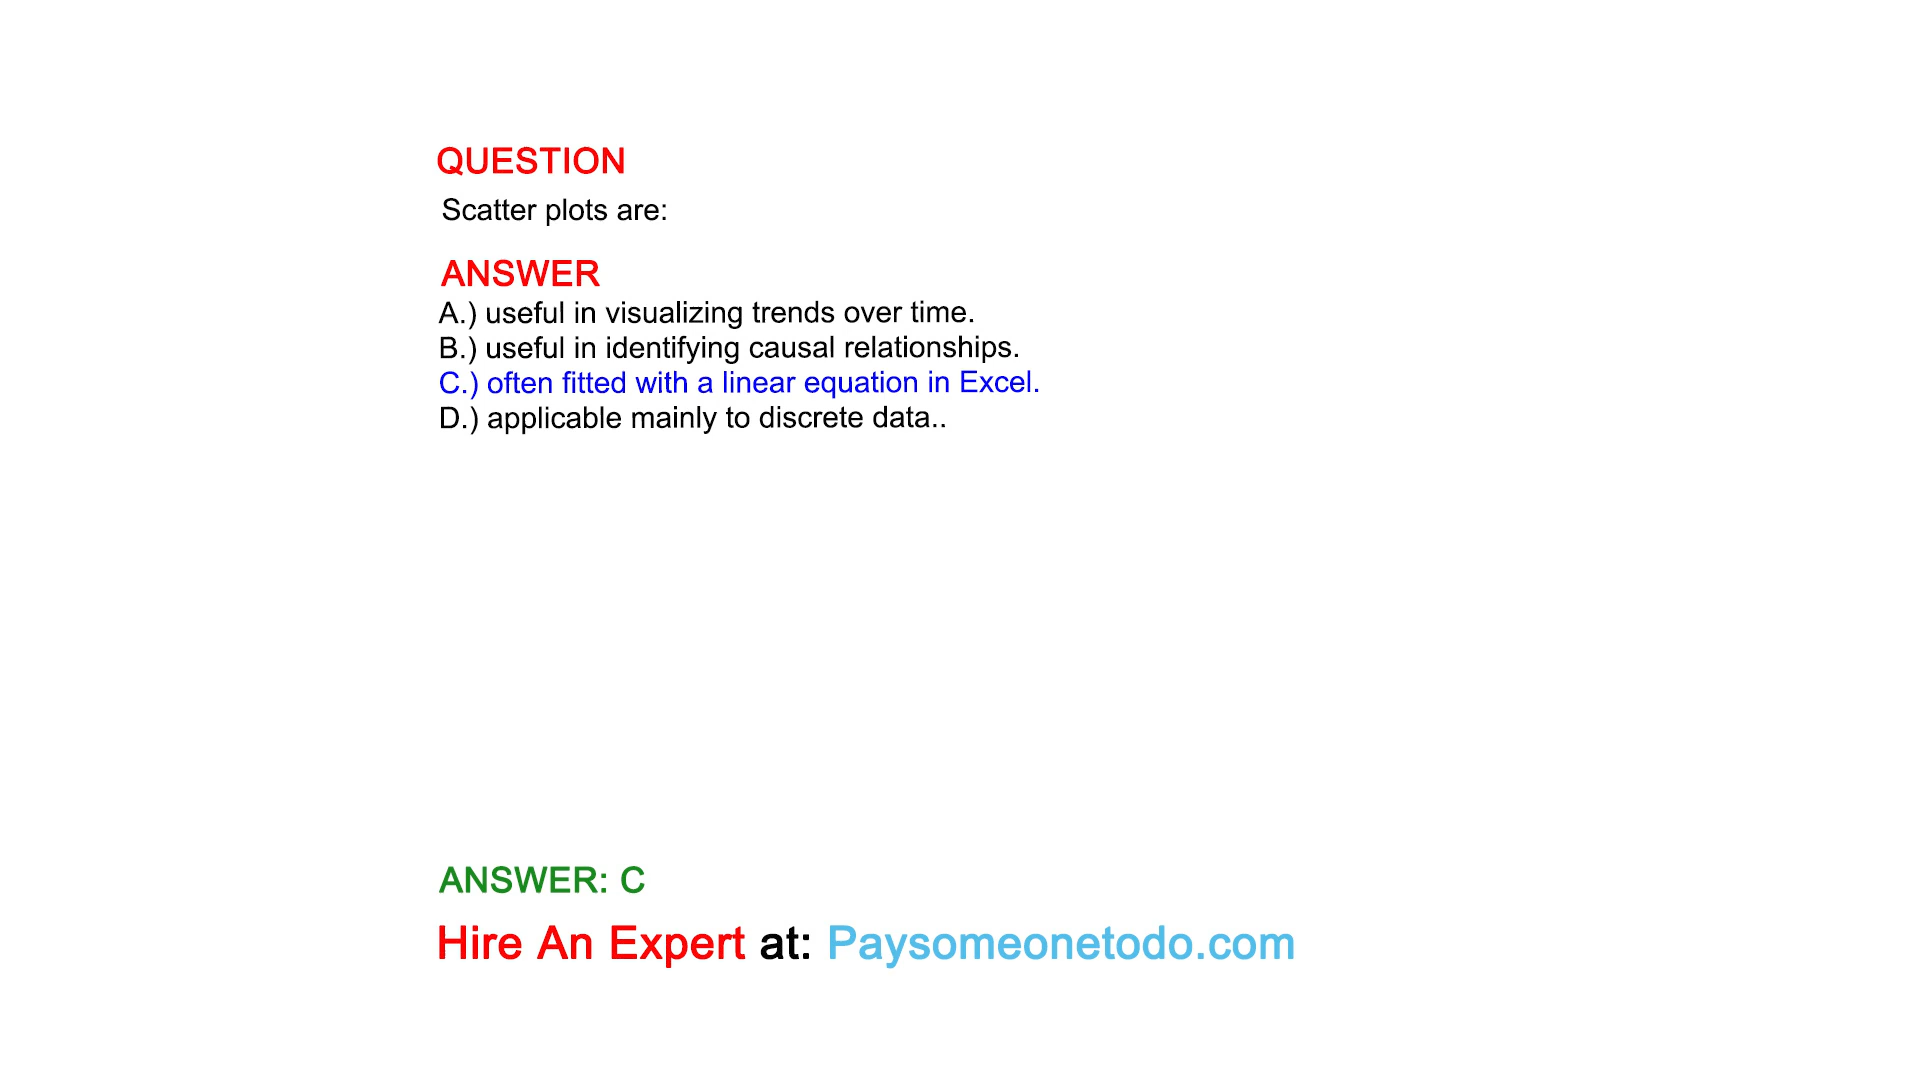 QUESTION
Scatter plots are:
ANSWER
A.) useful in visualizing trends over time.
B.) useful in identifying causal relationships.
C.) often fitted with a linear equation in Excel.
D.) applicable mainly to discrete data..
ANSWER: C
Hire An Expert at: Paysomeonetodo.com